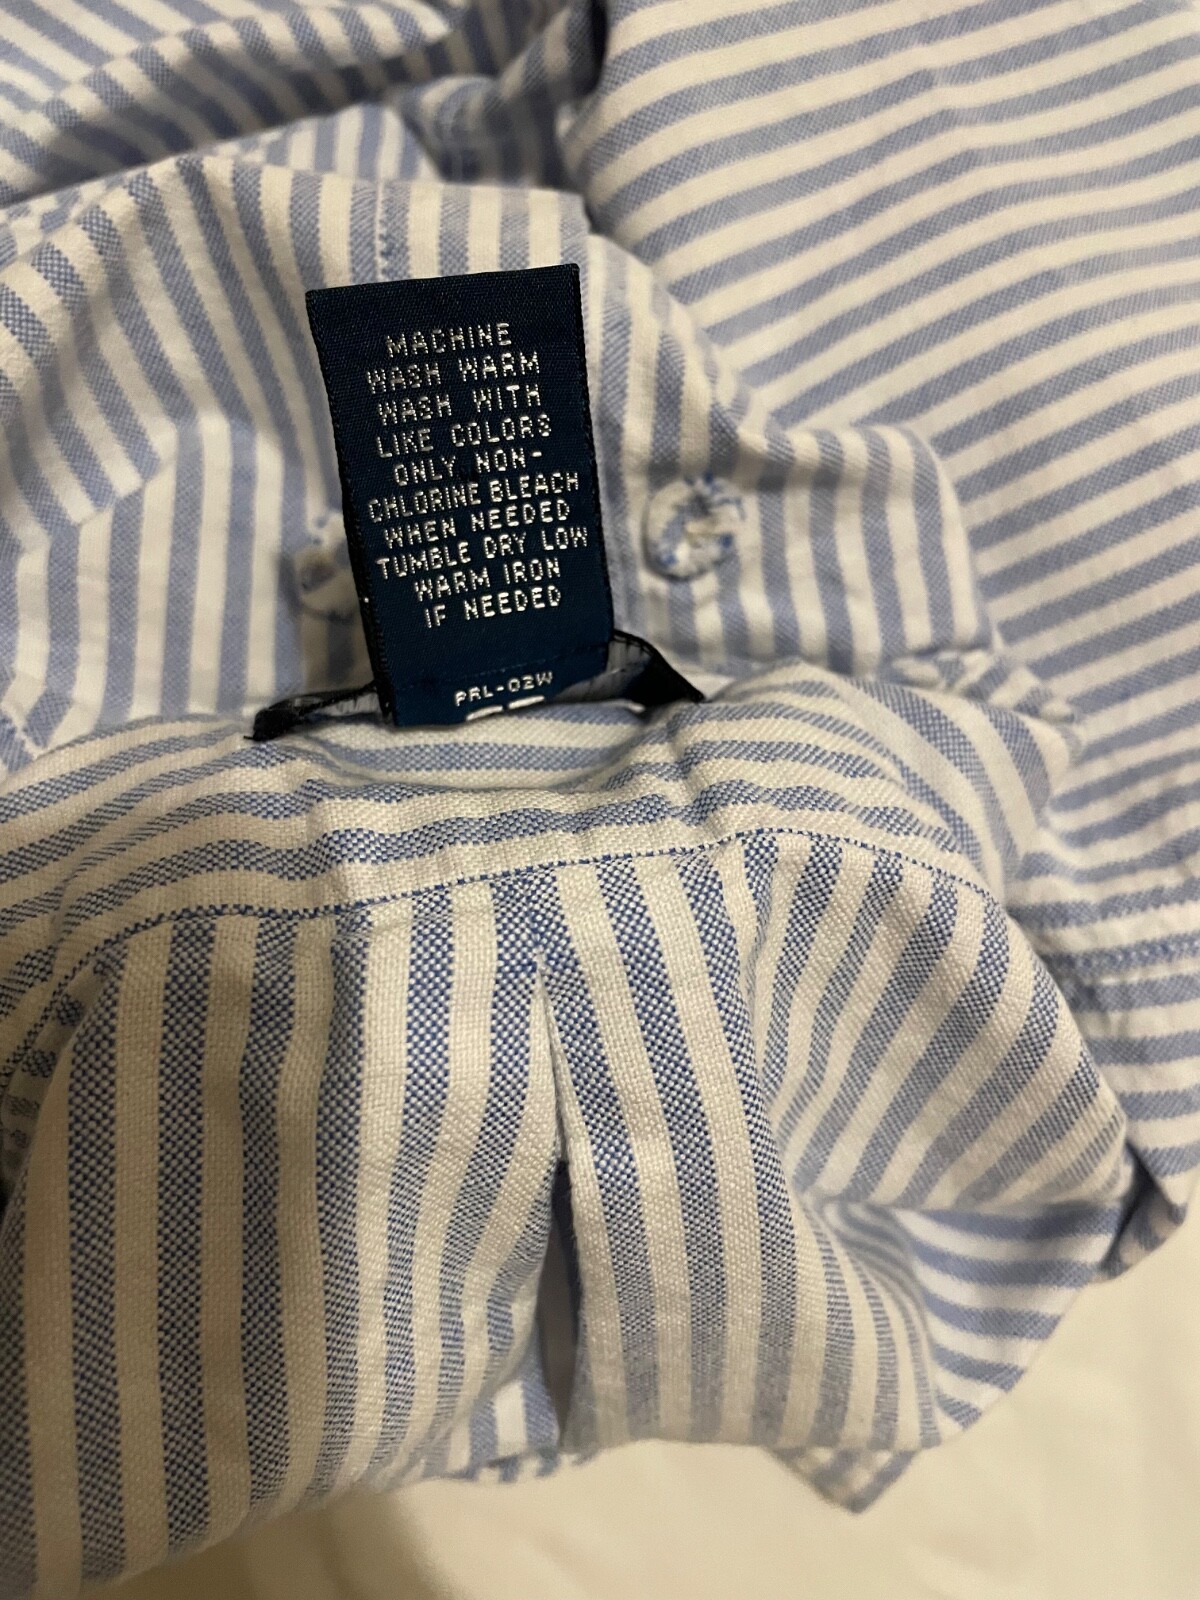 MACHINE
WASH WARM
WASH WITH
LIKE COLORS
ONLY NON-
CHLORINE BLEACH
WHEN NEEDED
TUMBLE DRY LOW
WARM IRON
IF NEEDED
PRL-02W